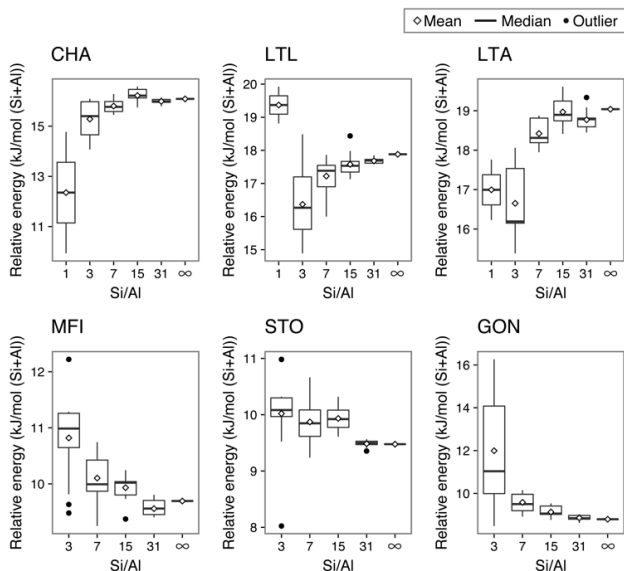 Mean Median Outlier
CHA
Relative energy (kJ/mol (Si+Al))
15
13
11
1 3 7 15 31 ∞
Si/Al
LTL
Relative energy (kJ/mol (Si+Al))
20
19
18
17
16
15
1 3 7 15 31 ∞
Si/Al
LTA
Relative energy (kJ/mol (Si+Al))
19
18
17
16
1 3 7 15 31 ∞
Si/Al
MFI
Relative energy (kJ/mol (Si+Al))
12
11
10
3 7 15 31 ∞
Si/Al
STO
Relative energy (kJ/mol (Si+Al))
11
10
9
8
3 7 15 31 ∞
Si/Al
GON
Relative energy (kJ/mol (Si+Al))
16
14
12
10
3 7 15 31 ∞
Si/Al